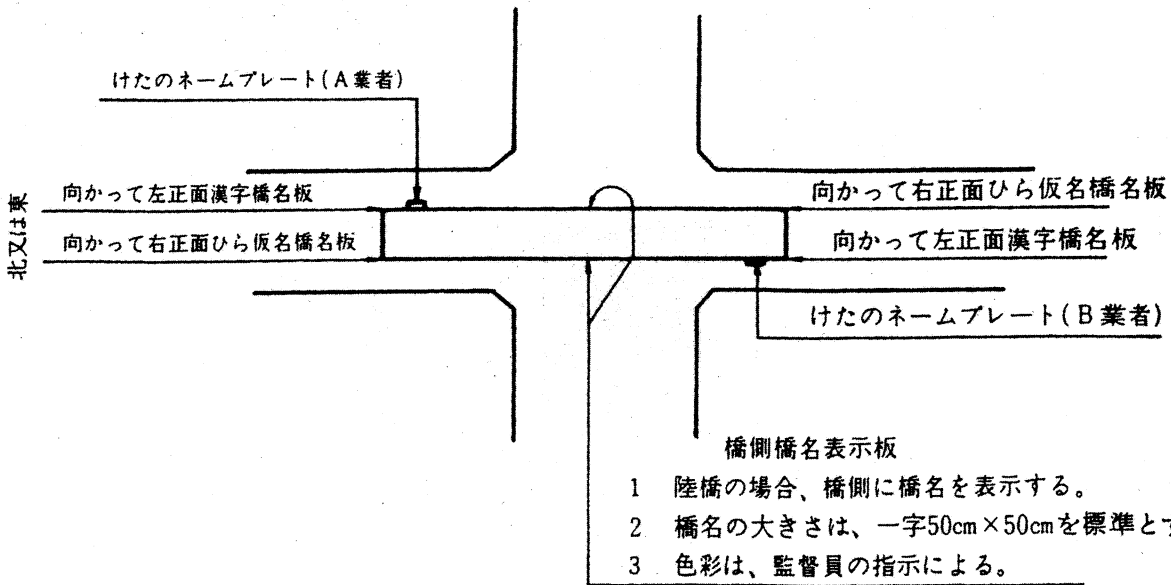 けたのネームプレート(A業者)
向かって左正面漢字橋名板
向かって右正面ひら仮名橋名板
北又は東
向かって右正面ひら仮名橋名板
向かって左正面漢字橋名板
けたのネームプレート(B業者)
橋側橋名表示板
1 陸橋の場合、橋側に橋名を表示する。
2 橋名の大きさは、一字50cm×50cmを標準とす
3 色彩は、監督員の指示による。